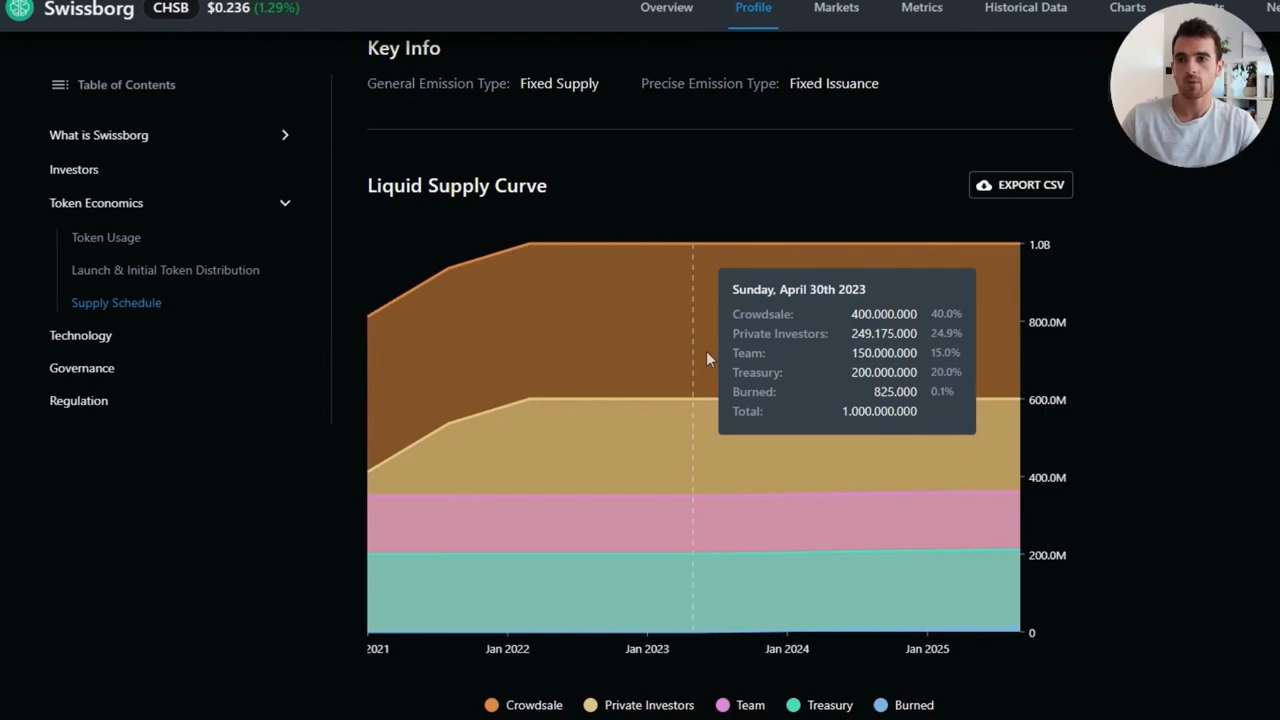 Swissborg CHSB $0.236 (1.29%) Overview Profile Markets Metrics Historical Data Charts
Key Info
General Emission Type: Fixed Supply Precise Emission Type: Fixed Issuance
Table of Contents
What is Swissborg
Investors
Token Economics
Token Usage
Launch & Initial Token Distribution
Supply Schedule
Technology
Governance
Regulation
Liquid Supply Curve
EXPORT CSV
1.0B
800.0M
600.0M
400.0M
200.0M
0
Sunday, April 30th 2023
Crowdsale: 400.000.000 40.0%
Private Investors: 249.175.000 24.9%
Team: 150.000.000 15.0%
Treasury: 200.000.000 20.0%
Burned: 825.000 0.1%
Total: 1.000.000.000
2021 Jan 2022 Jan 2023 Jan 2024 Jan 2025
Crowdsale Private Investors Team Treasury Burned